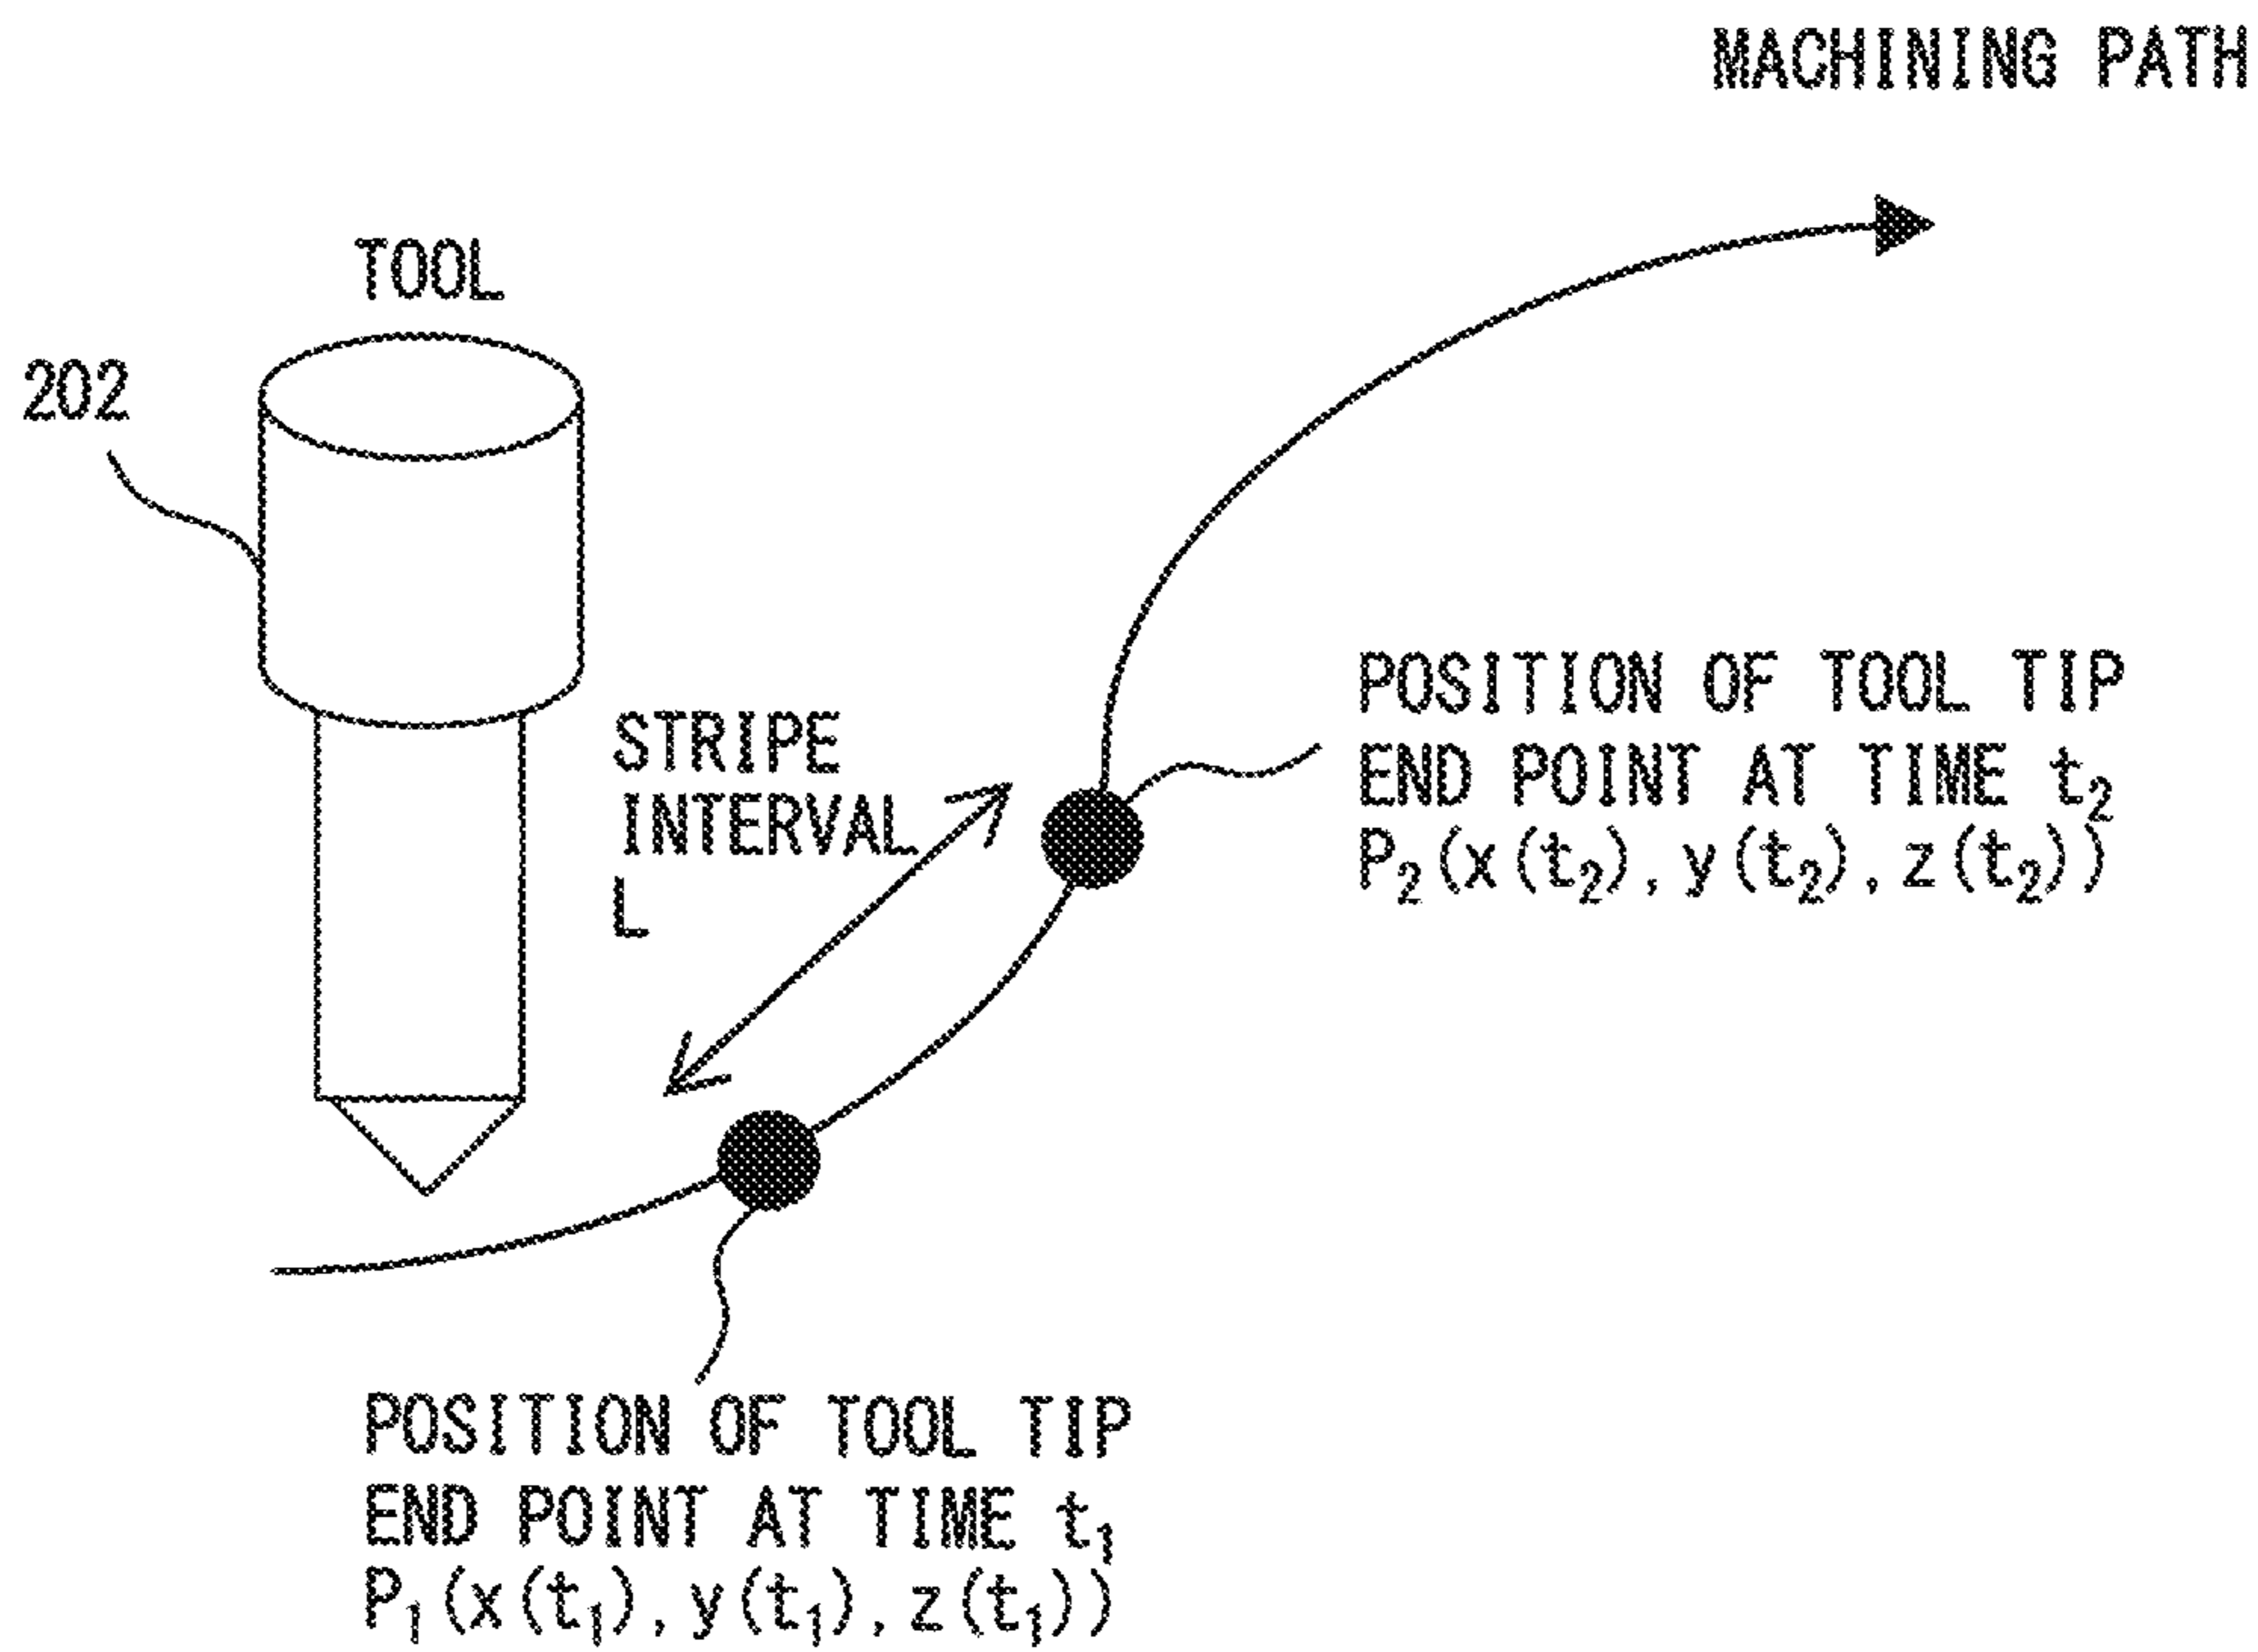 MACHINING PATH
TOOL
202
STRIPE
INTERVAL
L
POSITION OF TOOL TIP
END POINT AT TIME t₂
P₂(x(t₂), y(t₂), z(t₂))
POSITION OF TOOL TIP
END POINT AT TIME t₁
P₁(x(t₁), y(t₁), z(t₁))